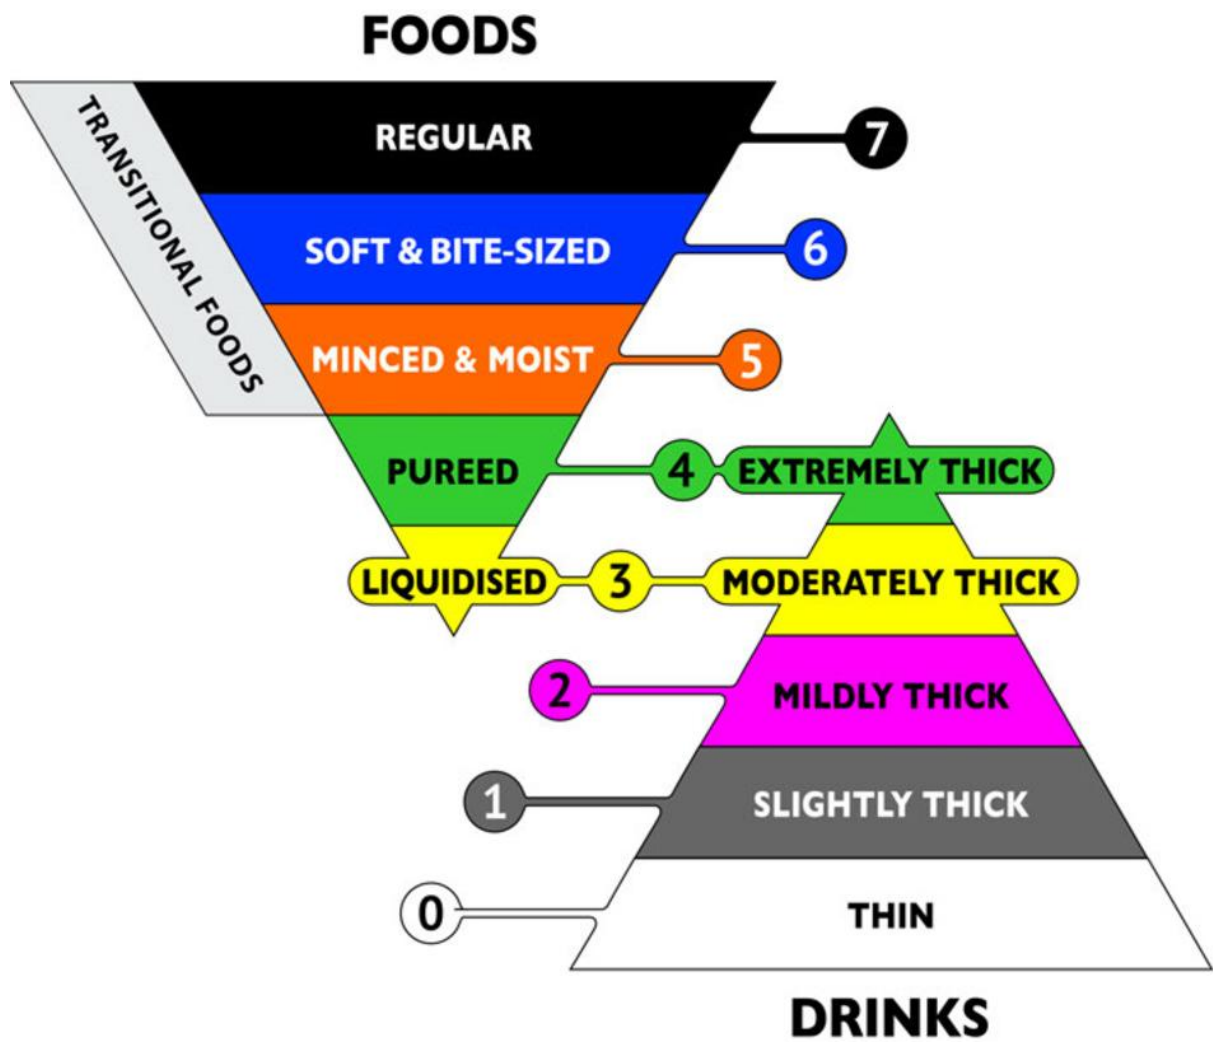 FOODS
TRANSITIONAL FOODS
REGULAR
7
SOFT & BITE-SIZED
6
MINCED & MOIST
5
PUREED
4
EXTREMELY THICK
LIQUIDISED
3
MODERATELY THICK
2
MILDLY THICK
1
SLIGHTLY THICK
0
THIN
DRINKS